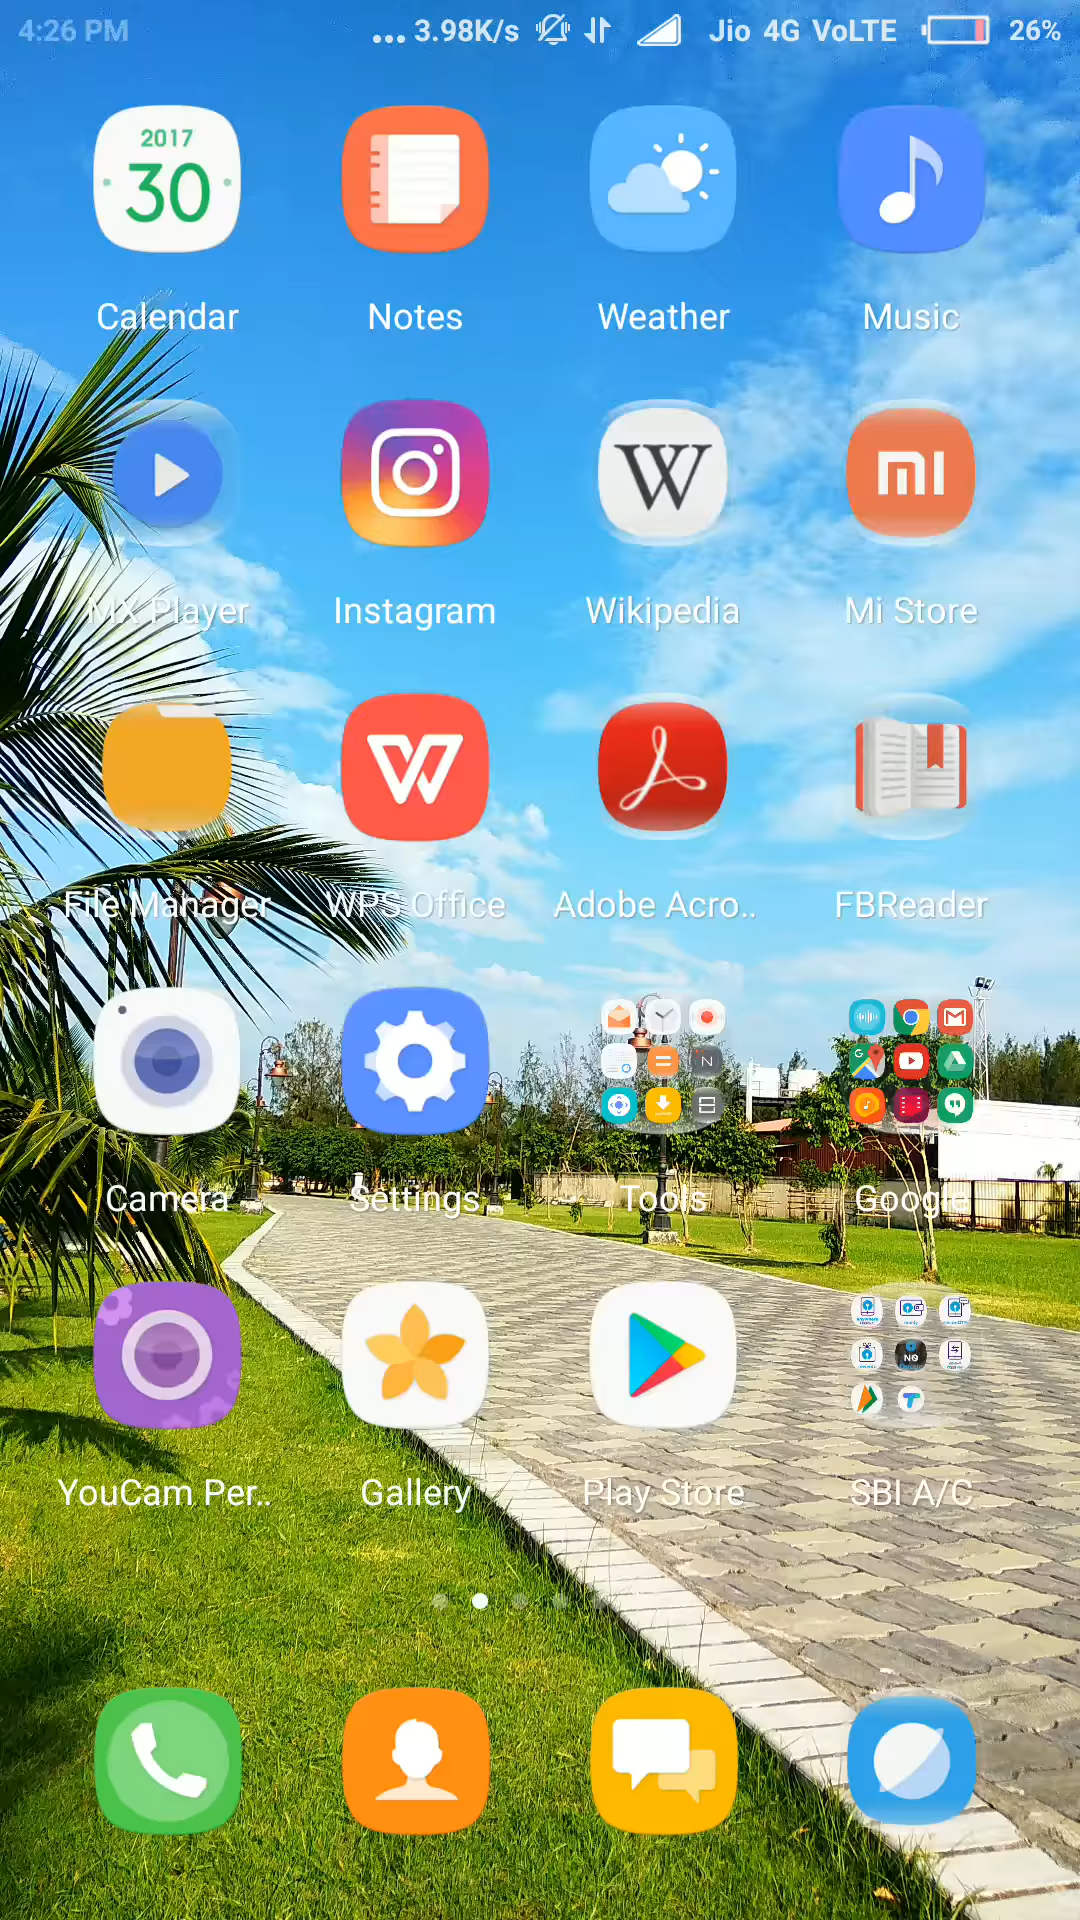 4:26 PM ... 3.98K/s Jio 4G VoLTE 26%
2017
30
Calendar Notes Weather Music
W mi
MX Player Instagram Wikipedia Mi Store
File Manager WPS Office Adobe Acro.. FBReader
N
Camera Settings Tools Google
NQ
YouCam Per.. Gallery Play Store SBI A/C